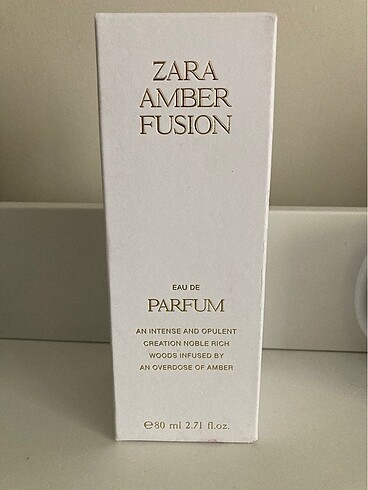 ZARA
AMBER
FUSION
EAU DE
PARFUM
AN INTENSE AND OPULENT
CREATION NOBLE RICH
WOODS INFUSED BY
AN OVERDOSE OF AMBER
℮80 ml 2.71 fl.oz.